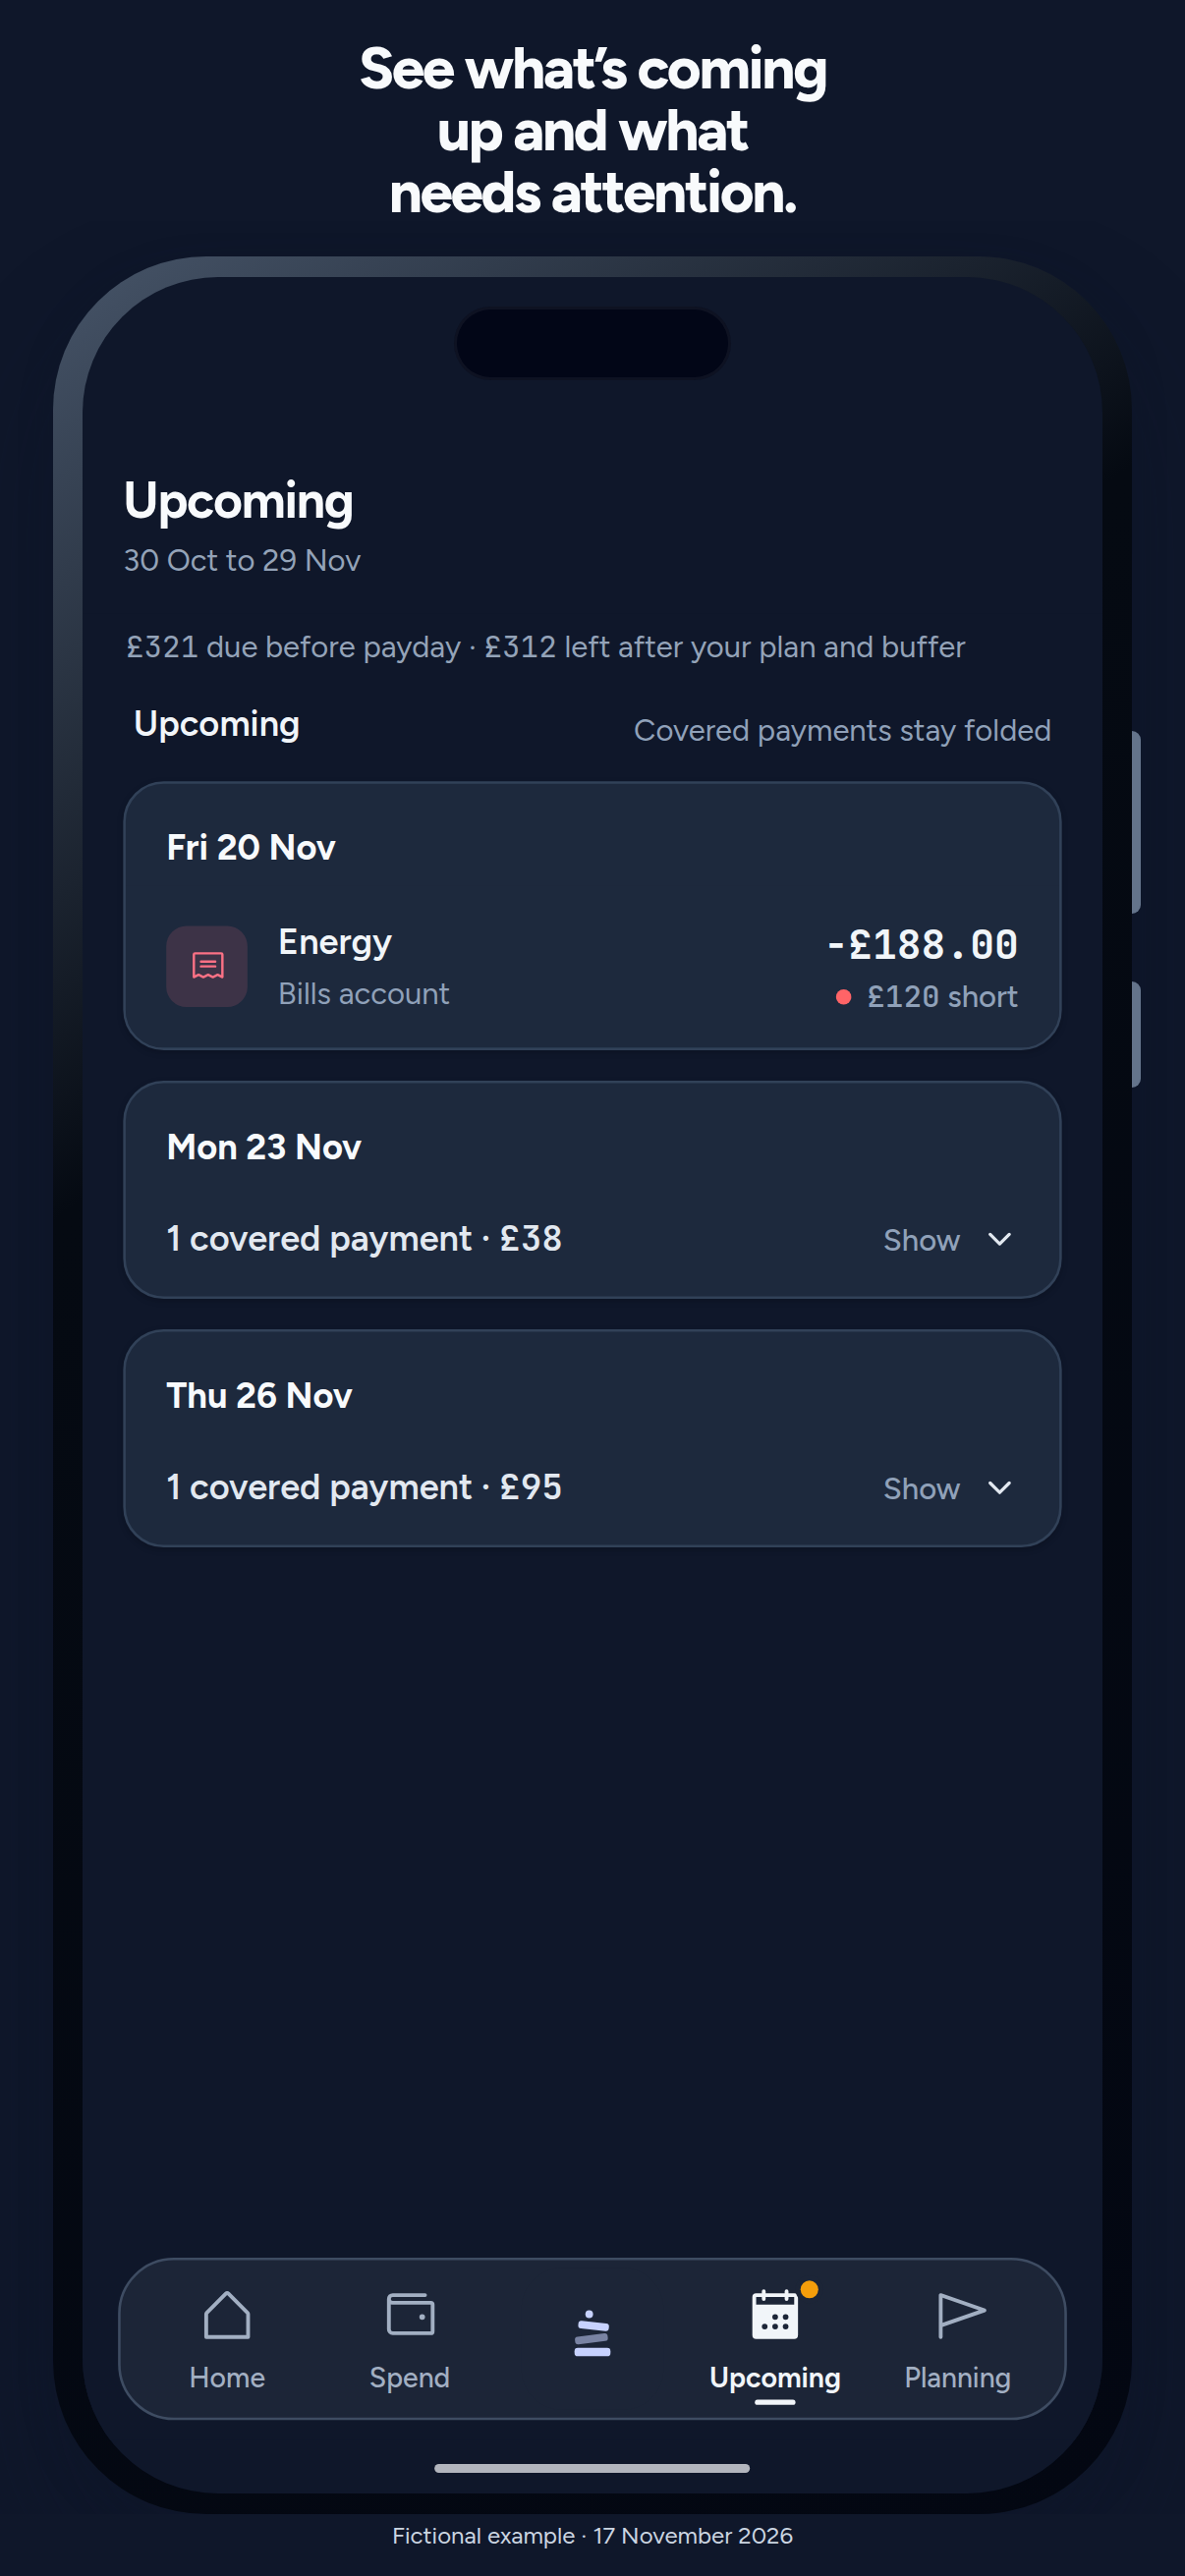 See what’s coming
up and what
needs attention.
Upcoming
30 Oct to 29 Nov
£321 due before payday · £312 left after your plan and buffer
Upcoming
Covered payments stay folded
Fri 20 Nov
Energy
-£188.00
Bills account
£120 short
Mon 23 Nov
1 covered payment · £38
Show
Thu 26 Nov
1 covered payment · £95
Show
Home
Spend
Upcoming
Planning
Fictional example · 17 November 2026